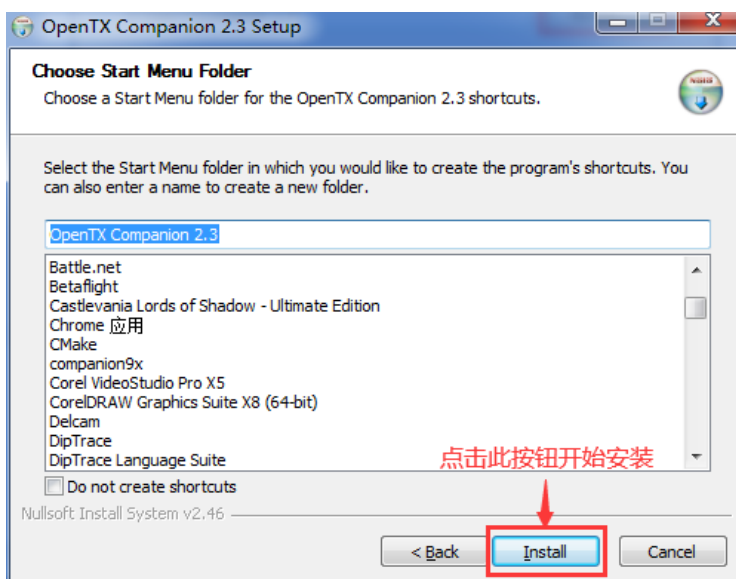 OpenTX Companion 2.3 Setup
Choose Start Menu Folder
Choose a Start Menu folder for the OpenTX Companion 2.3 shortcuts.
Select the Start Menu folder in which you would like to create the program's shortcuts. You
can also enter a name to create a new folder.
OpenTX Companion 2.3
Battle.net
Betaflight
Castlevania Lords of Shadow - Ultimate Edition
Chrome 应用
CMake
companion9x
Corel VideoStudio Pro X5
CorelDRAW Graphics Suite X8 (64-bit)
Delcam
DipTrace
DipTrace Language Suite
点击此按钮开始安装
Do not create shortcuts
Nullsoft Install System v2.46
< Back
Install
Cancel